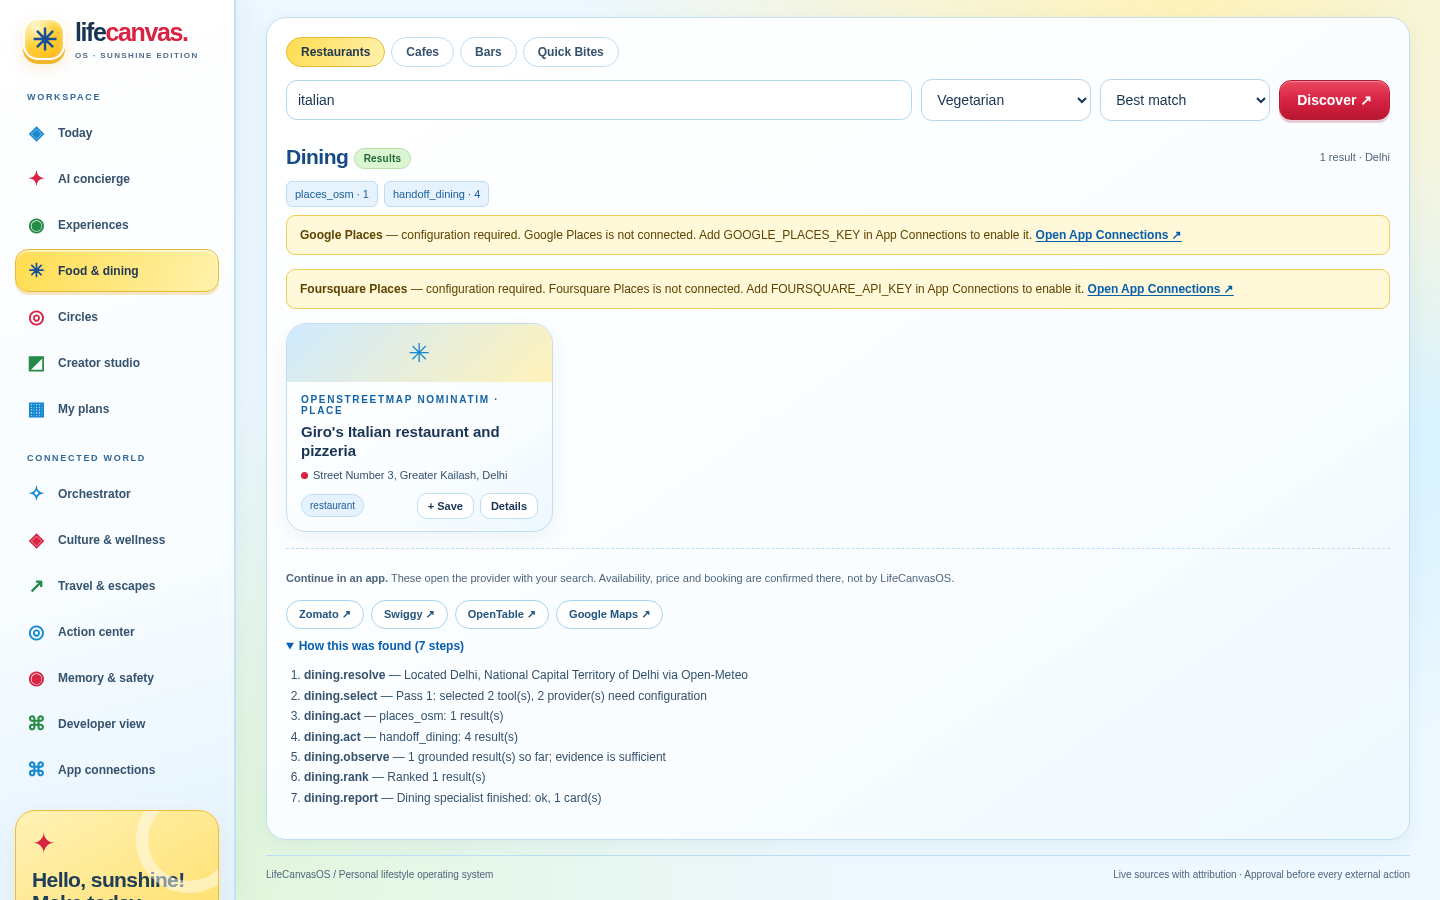 lifecanvas.
OS · SUNSHINE EDITION
WORKSPACE
Today
AI concierge
Experiences
Food & dining
Circles
Creator studio
My plans
CONNECTED WORLD
Orchestrator
Culture & wellness
Travel & escapes
Action center
Memory & safety
Developer view
App connections
Hello, sunshine!
Make today
Restaurants
Cafes
Bars
Quick Bites
italian
Vegetarian
Best match
Discover ↗
Dining
Results
1 result · Delhi
places_osm · 1
handoff_dining · 4
Google Places — configuration required. Google Places is not connected. Add GOOGLE_PLACES_KEY in App Connections to enable it. Open App Connections ↗
Foursquare Places — configuration required. Foursquare Places is not connected. Add FOURSQUARE_API_KEY in App Connections to enable it. Open App Connections ↗
OPENSTREETMAP NOMINATIM ·
PLACE
Giro's Italian restaurant and
pizzeria
Street Number 3, Greater Kailash, Delhi
restaurant
+ Save
Details
Continue in an app. These open the provider with your search. Availability, price and booking are confirmed there, not by LifeCanvasOS.
Zomato ↗
Swiggy ↗
OpenTable ↗
Google Maps ↗
▼ How this was found (7 steps)
1. dining.resolve — Located Delhi, National Capital Territory of Delhi via Open-Meteo
2. dining.select — Pass 1: selected 2 tool(s), 2 provider(s) need configuration
3. dining.act — places_osm: 1 result(s)
4. dining.act — handoff_dining: 4 result(s)
5. dining.observe — 1 grounded result(s) so far; evidence is sufficient
6. dining.rank — Ranked 1 result(s)
7. dining.report — Dining specialist finished: ok, 1 card(s)
LifeCanvasOS / Personal lifestyle operating system
Live sources with attribution · Approval before every external action